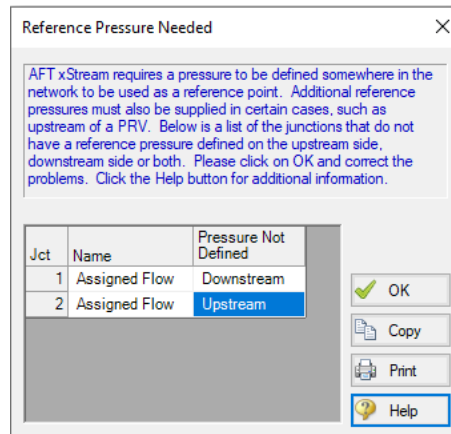 Reference Pressure Needed
AFT xStream requires a pressure to be defined somewhere in the
network to be used as a reference point. Additional reference
pressures must also be supplied in certain cases, such as
upstream of a PRV. Below is a list of the junctions that do not
have a reference pressure defined on the upstream side,
downstream side or both. Please click on OK and correct the
problems. Click the Help button for additional information.
Jct Name Pressure Not Defined
1 Assigned Flow Downstream
2 Assigned Flow Upstream
OK
Copy
Print
Help